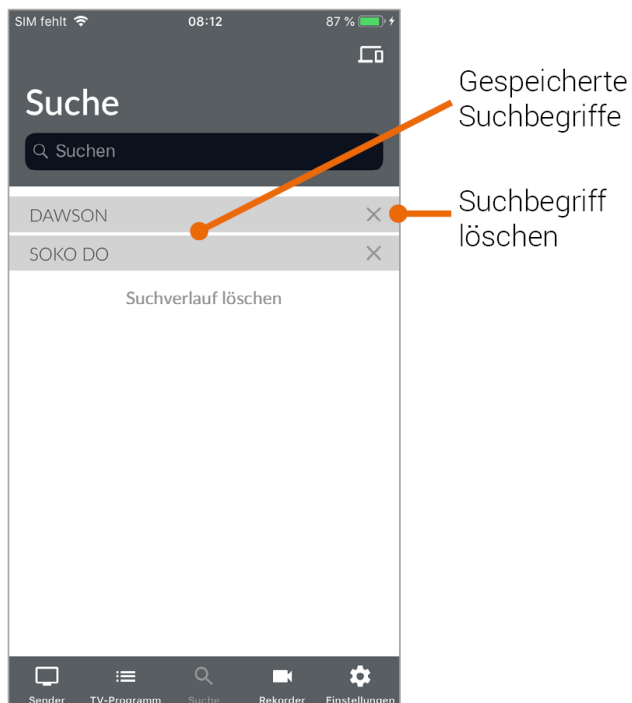 SIM fehlt 08:12 87 %
Suche
Suchen
Gespeicherte
Suchbegriffe
DAWSON
Suchbegriff
löschen
SOKO DO
Suchverlauf löschen
Sender TV-Programm Suche Rekorder Einstellungen